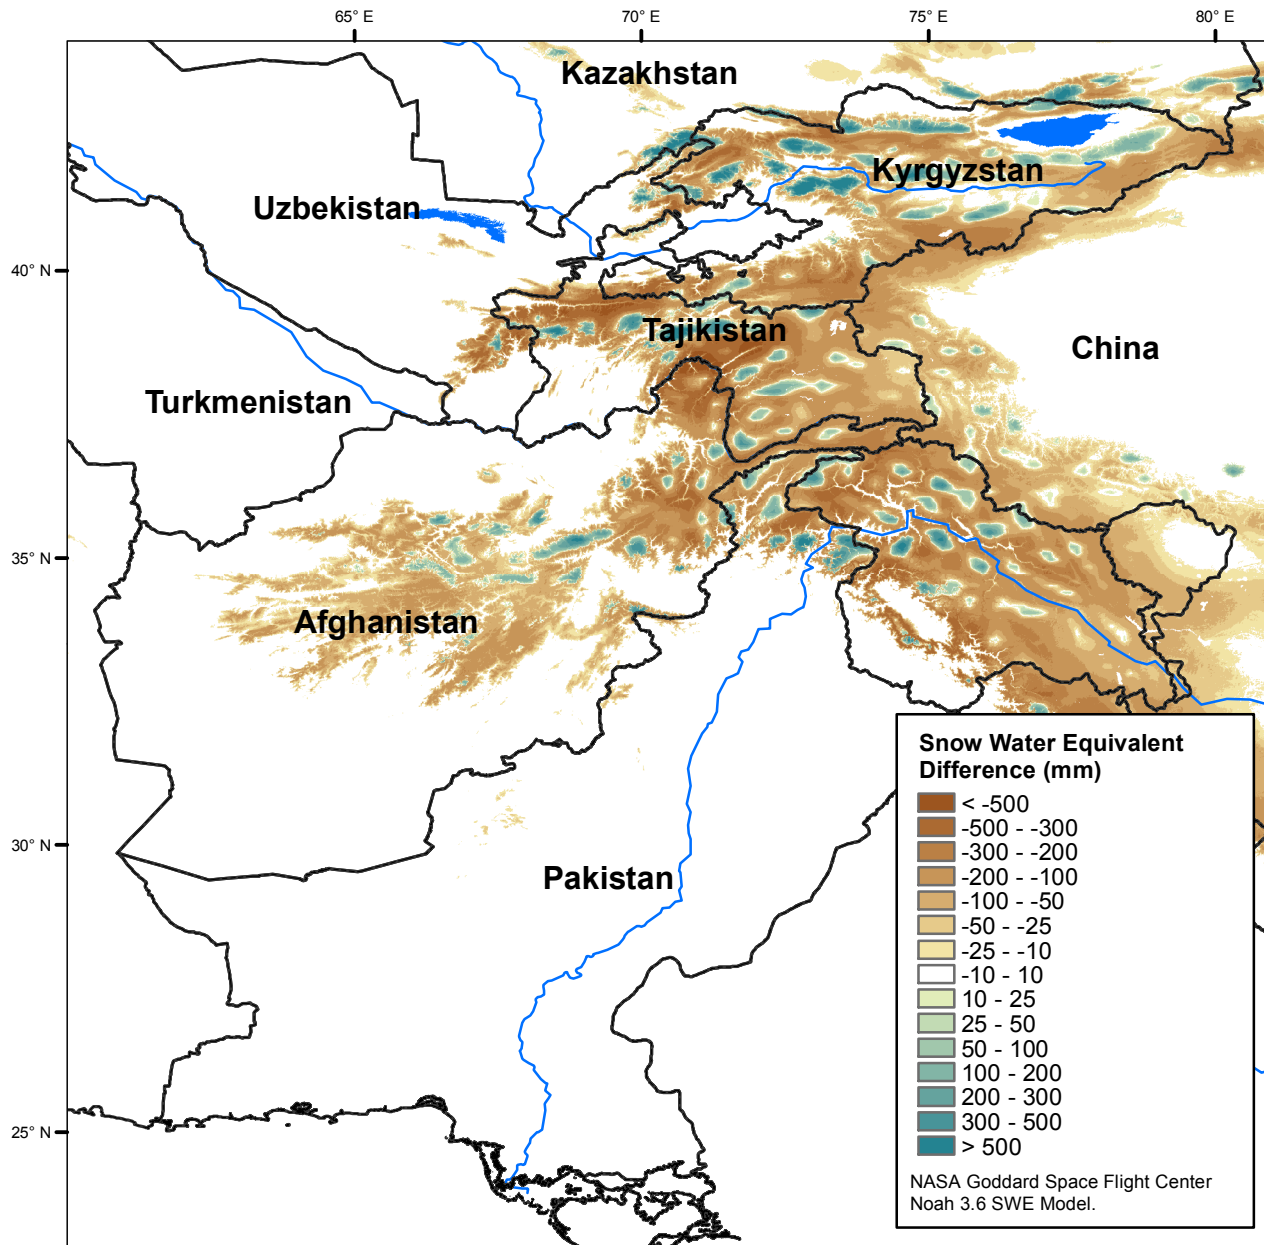 65° E
70° E
75° E
80° E
Kazakhstan
Kyrgyzstan
Uzbekistan
40° N
Tajikistan
China
Turkmenistan
35° N
Afghanistan
30° N
Pakistan
25° N
Snow Water Equivalent
Difference (mm)
< -500
-500 - -300
-300 - -200
-200 - -100
-100 - -50
-50 - -25
-25 - -10
-10 - 10
10 - 25
25 - 50
50 - 100
100 - 200
200 - 300
300 - 500
> 500
NASA Goddard Space Flight Center
Noah 3.6 SWE Model.